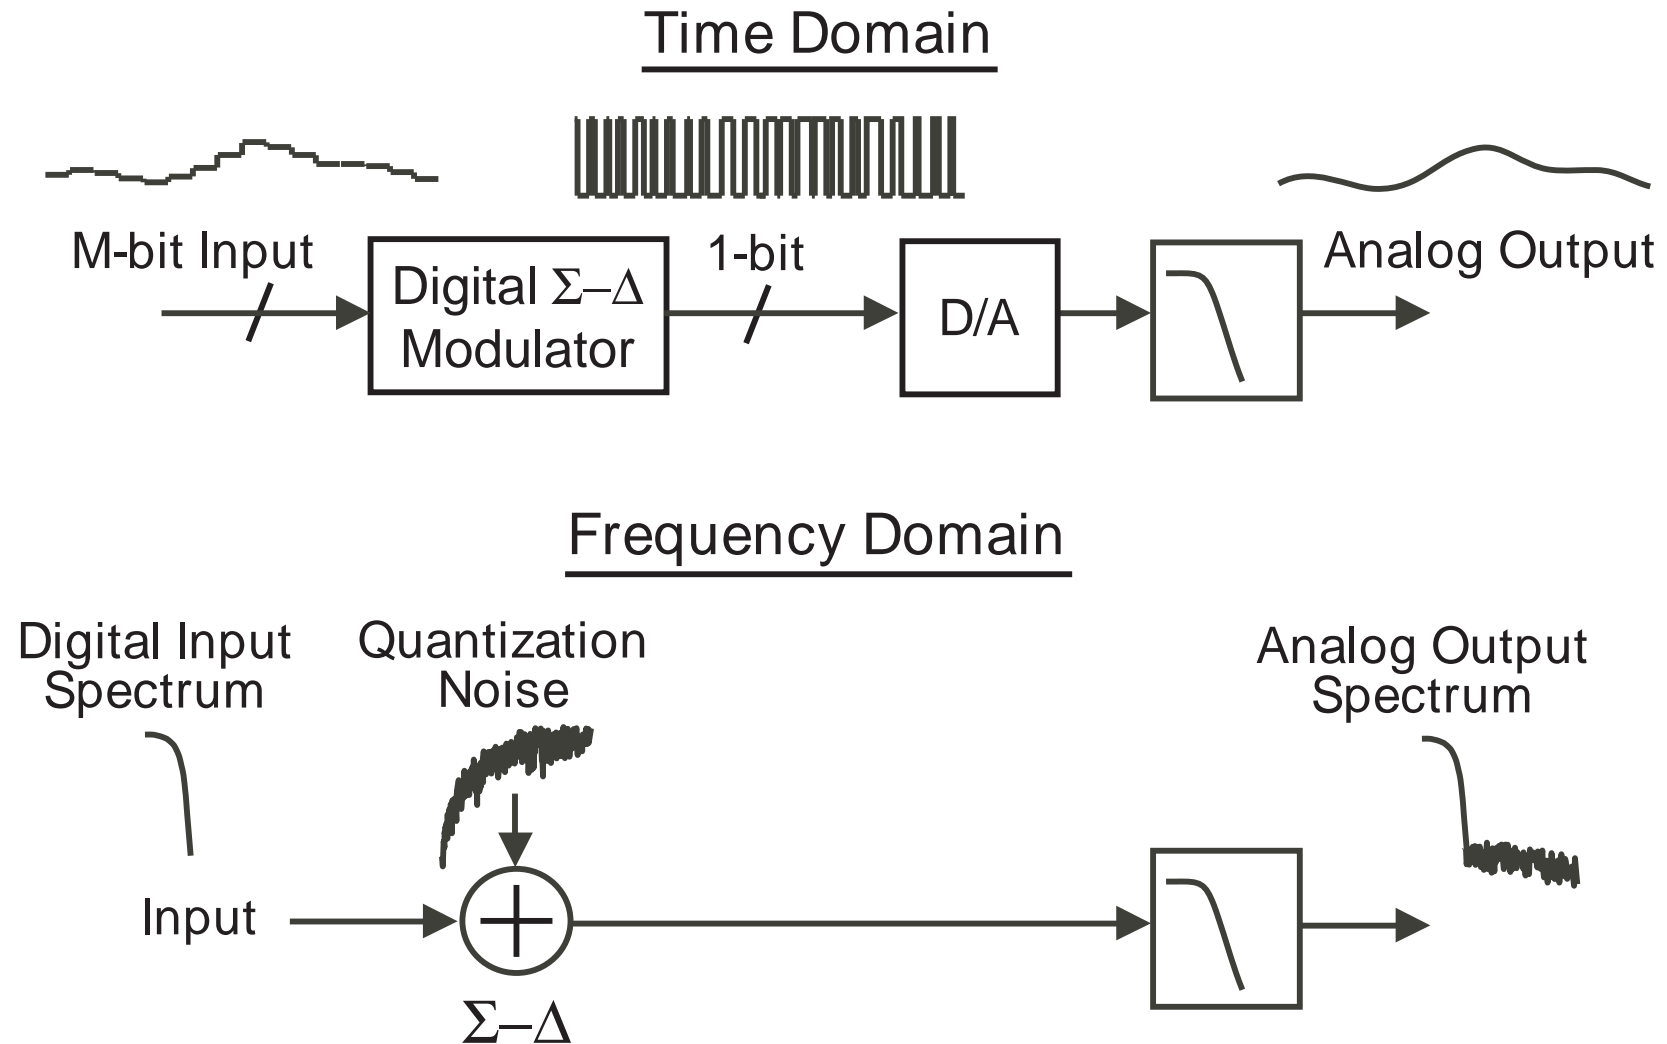 Time Domain
M-bit Input
Digital Σ–Δ
Modulator
1-bit
D/A
Analog Output
Frequency Domain
Digital Input
Spectrum
Quantization
Noise
Analog Output
Spectrum
Input
Σ–Δ